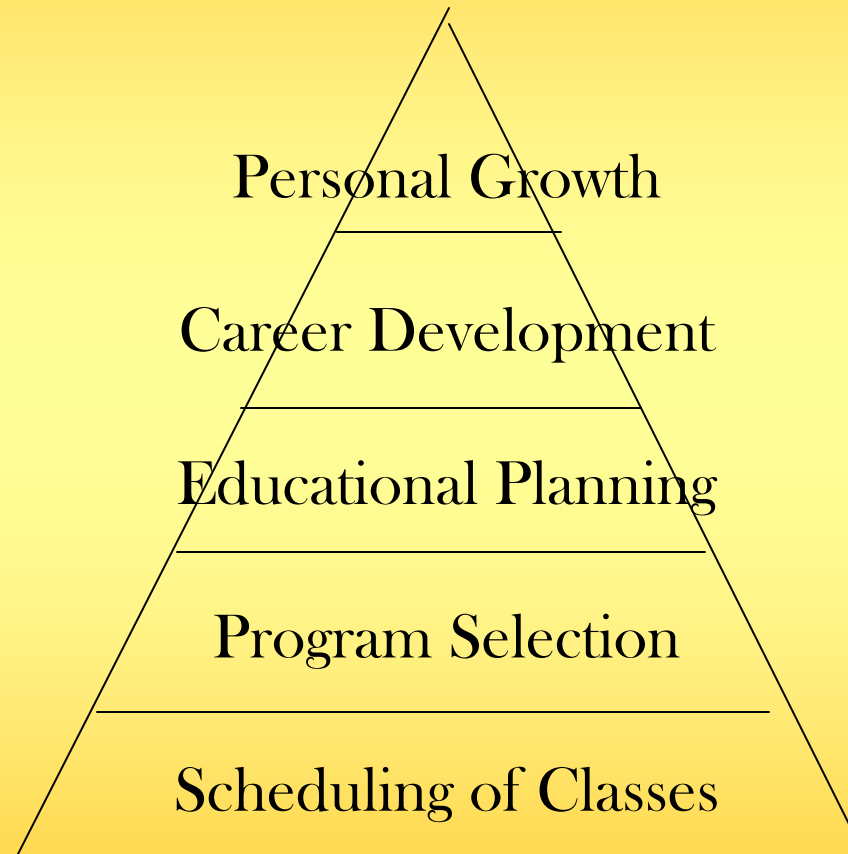 Personal Growth
Career Development
Educational Planning
Program Selection
Scheduling of Classes